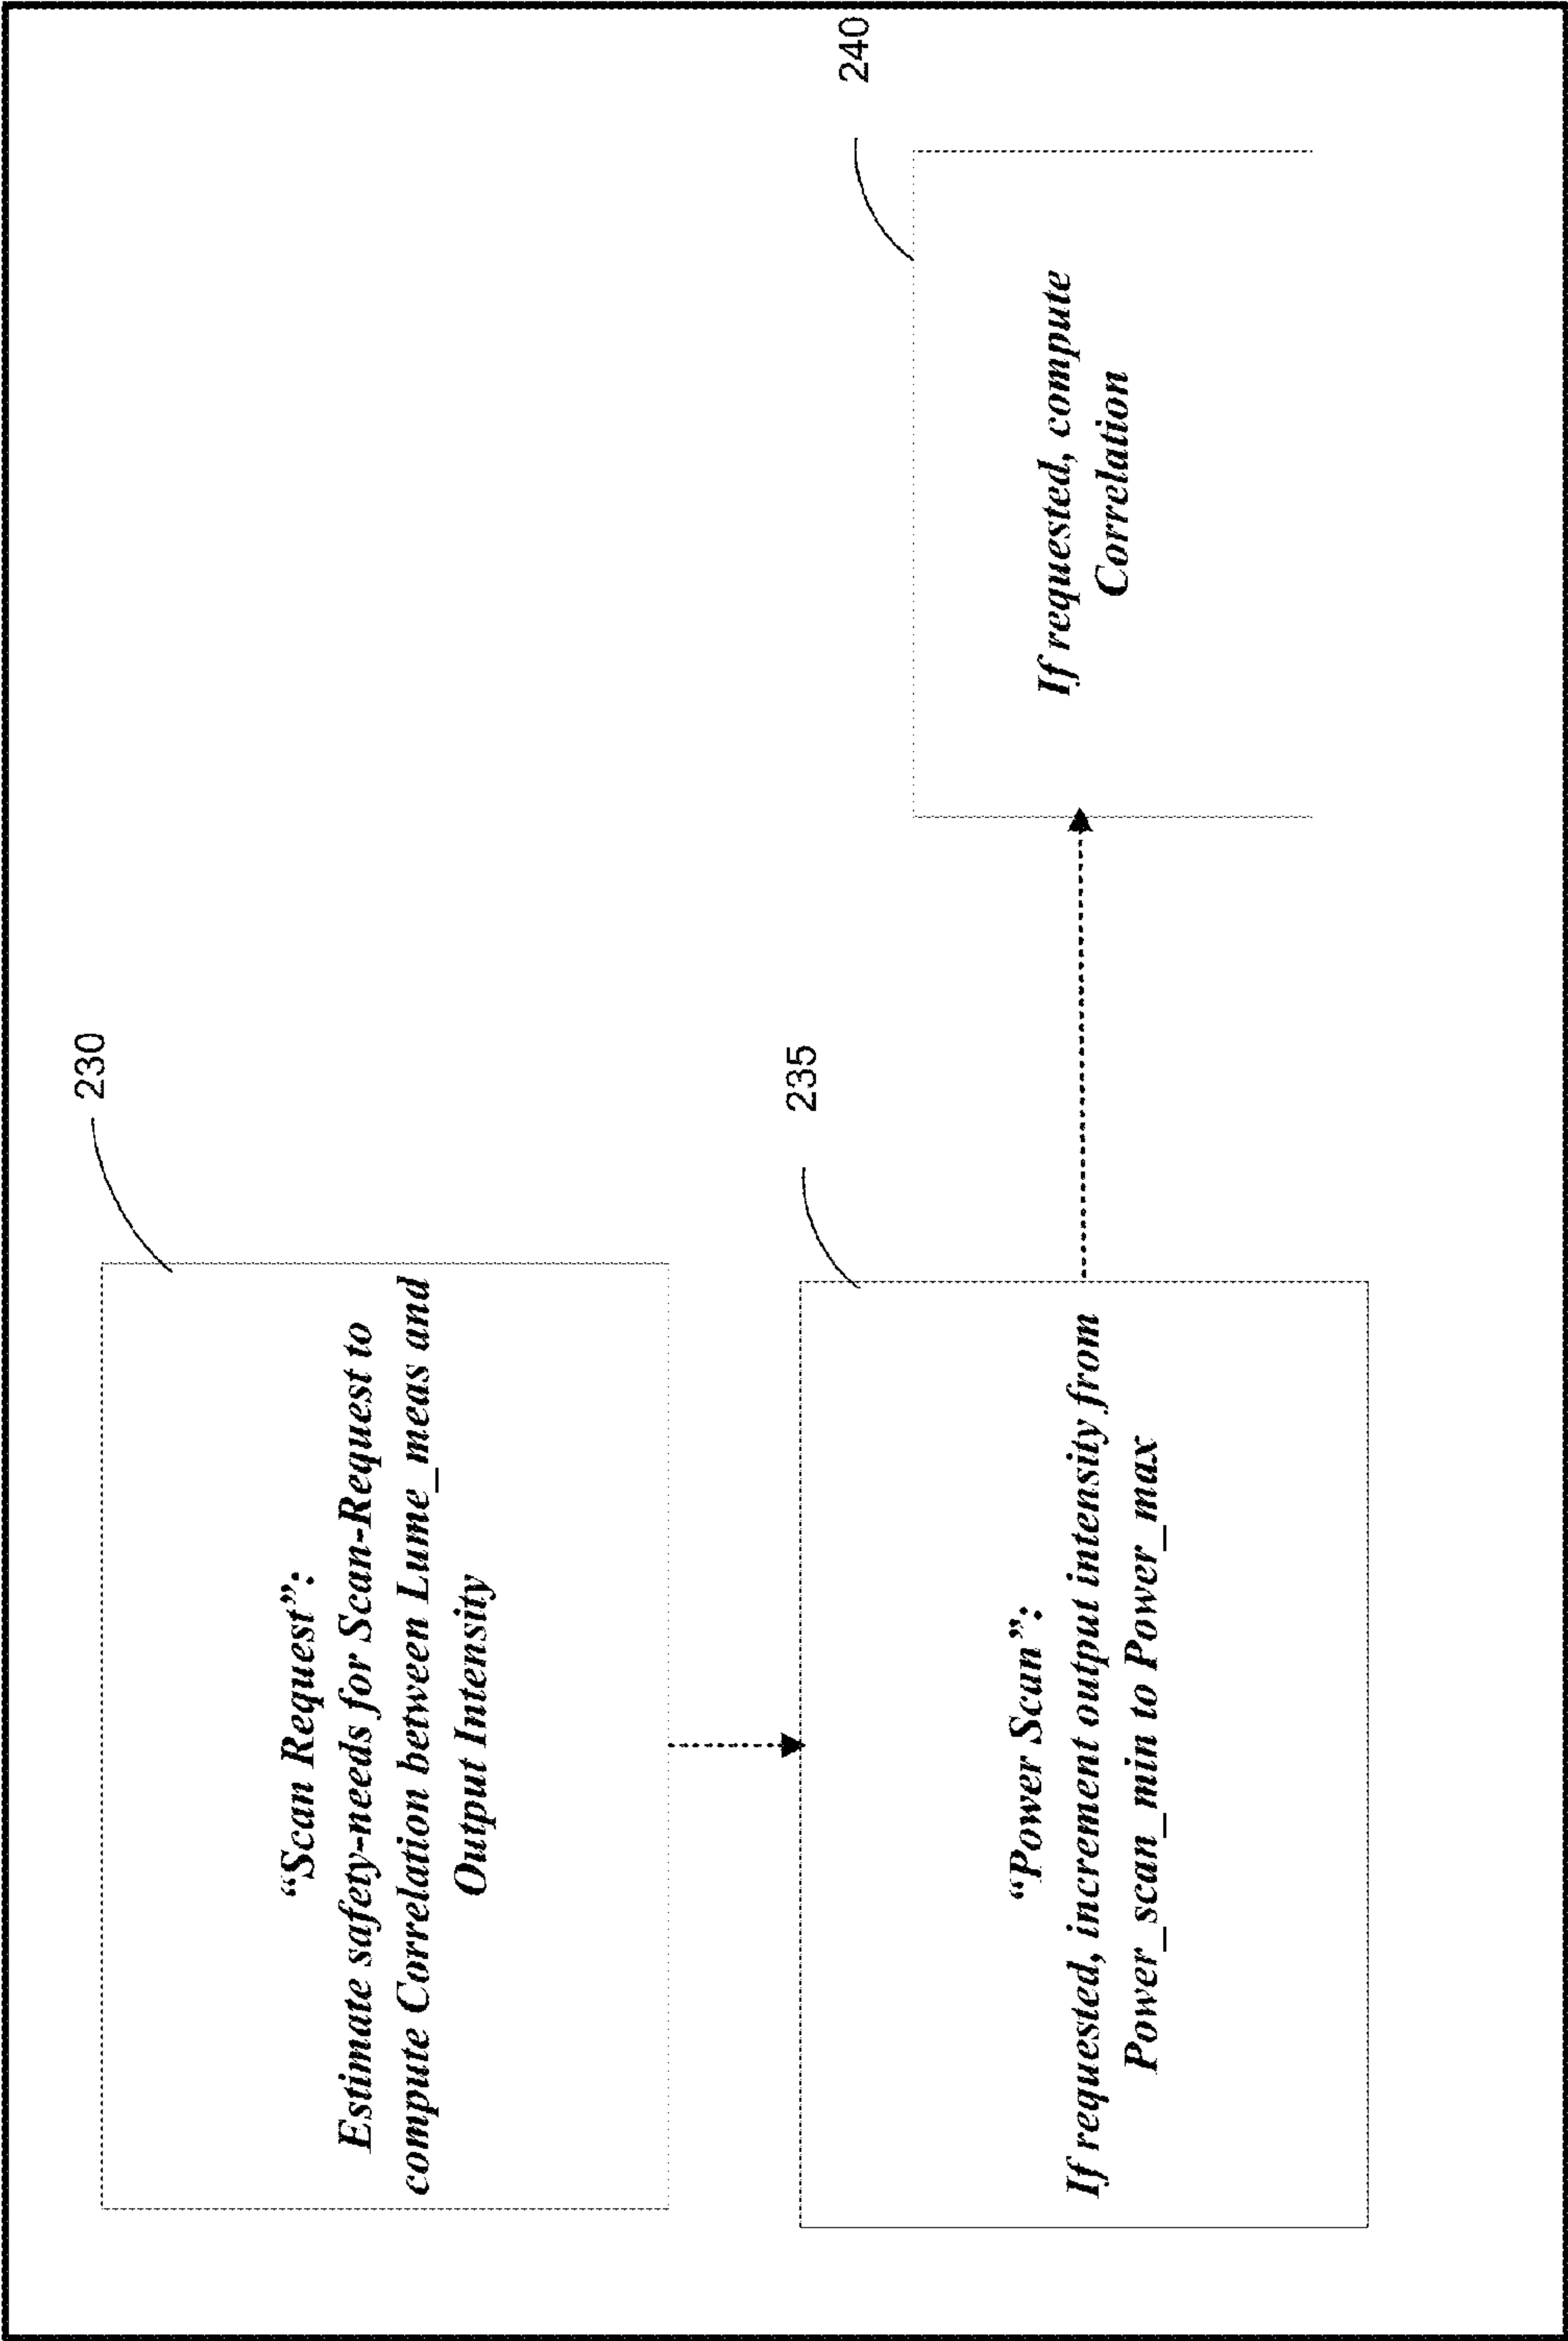 230
“Scan Request”:
Estimate safety-needs for Scan-Request to
compute Correlation between Lume_meas and
Output Intensity
235
“Power Scan”:
If requested, increment output intensity from
Power_scan_min to Power_max
240
If requested, compute
Correlation